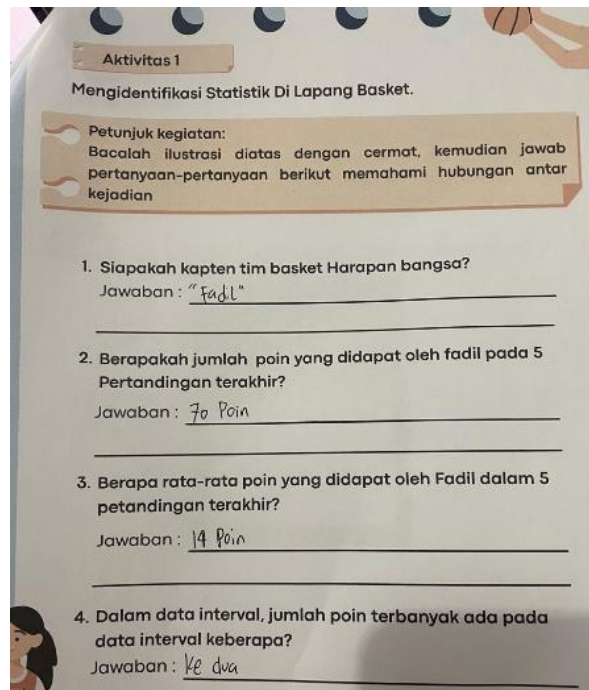 Aktivitas 1
Mengidentifikasi Statistik Di Lapang Basket.
Petunjuk kegiatan:
Bacalah ilustrasi diatas dengan cermat, kemudian jawab
pertanyaan-pertanyaan berikut memahami hubungan antar
kejadian
1. Siapakah kapten tim basket Harapan bangsa?
Jawaban : "Fadil"
2. Berapakah jumlah poin yang didapat oleh fadil pada 5
Pertandingan terakhir?
Jawaban : 70 Poin
3. Berapa rata-rata poin yang didapat oleh Fadil dalam 5
petandingan terakhir?
Jawaban : 14 Poin
4. Dalam data interval, jumlah poin terbanyak ada pada
data interval keberapa?
Jawaban : Ke dua